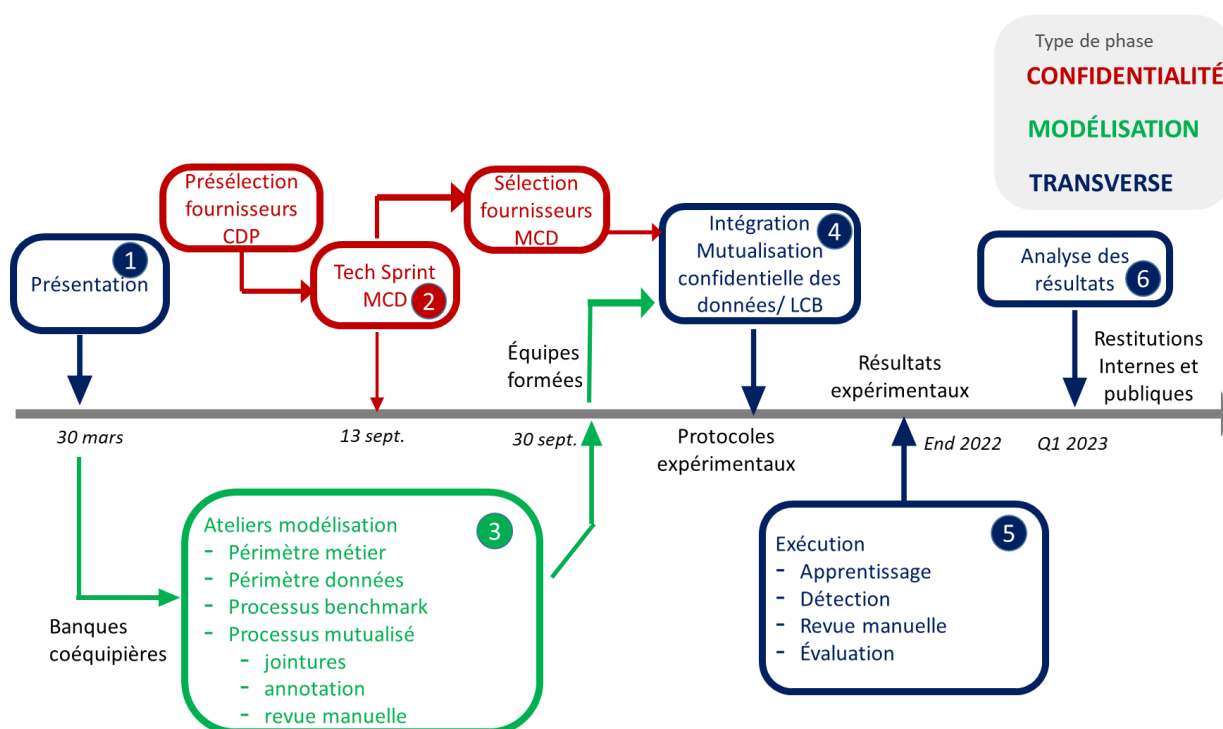 Type de phase
CONFIDENTIALITÉ
MODÉLISATION
TRANSVERSE
1
Présentation
Présélection
fournisseurs
CDP
Tech Sprint
MCD
2
Sélection
fournisseurs
MCD
4
Intégration
Mutualisation
confidentielle des
données/ LCB
6
Analyse des
résultats
Équipes
formées
Résultats
expérimentaux
Restitutions
Internes et
publiques
30 mars
13 sept.
30 sept.
Protocoles
expérimentaux
End 2022
Q1 2023
Banques
coéquipières
3
Ateliers modélisation
- Périmètre métier
- Périmètre données
- Processus benchmark
- Processus mutualisé
- jointures
- annotation
- revue manuelle
5
Exécution
- Apprentissage
- Détection
- Revue manuelle
- Évaluation